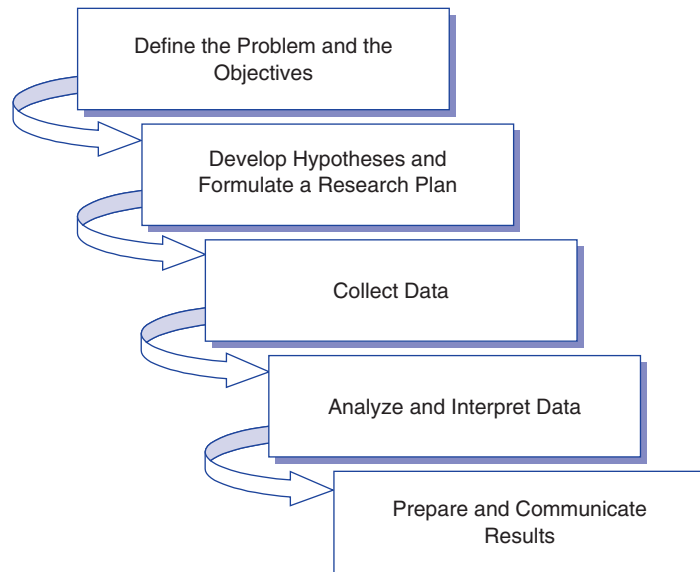 Define the Problem and the
Objectives
Develop Hypotheses and
Formulate a Research Plan
Collect Data
Analyze and Interpret Data
Prepare and Communicate
Results